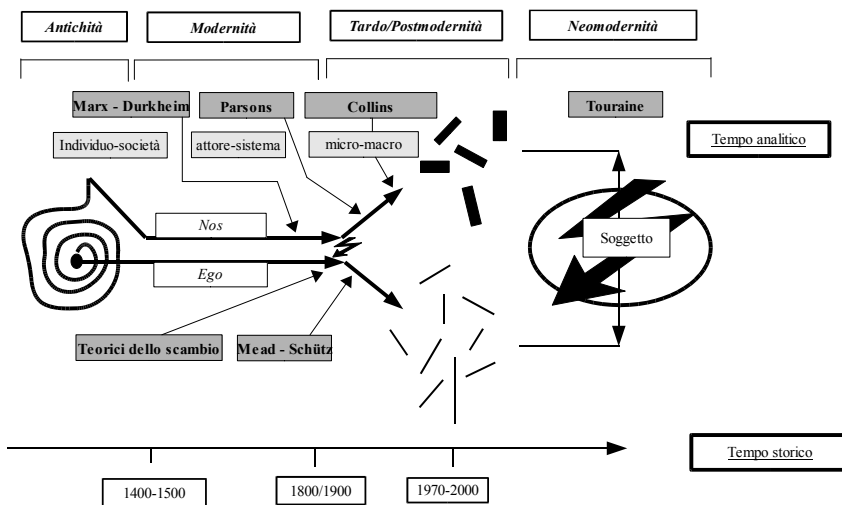 Antichità
Modernità
Tardo/Postmodernità
Neomodernità
Marx - Durkheim
Parsons
Collins
Touraine
Tempo analitico
Individuo-società
attore-sistema
micro-macro
Nos
Soggetto
Ego
Teorici dello scambio
Mead - Schütz
Tempo storico
1400-1500
1800/1900
1970-2000